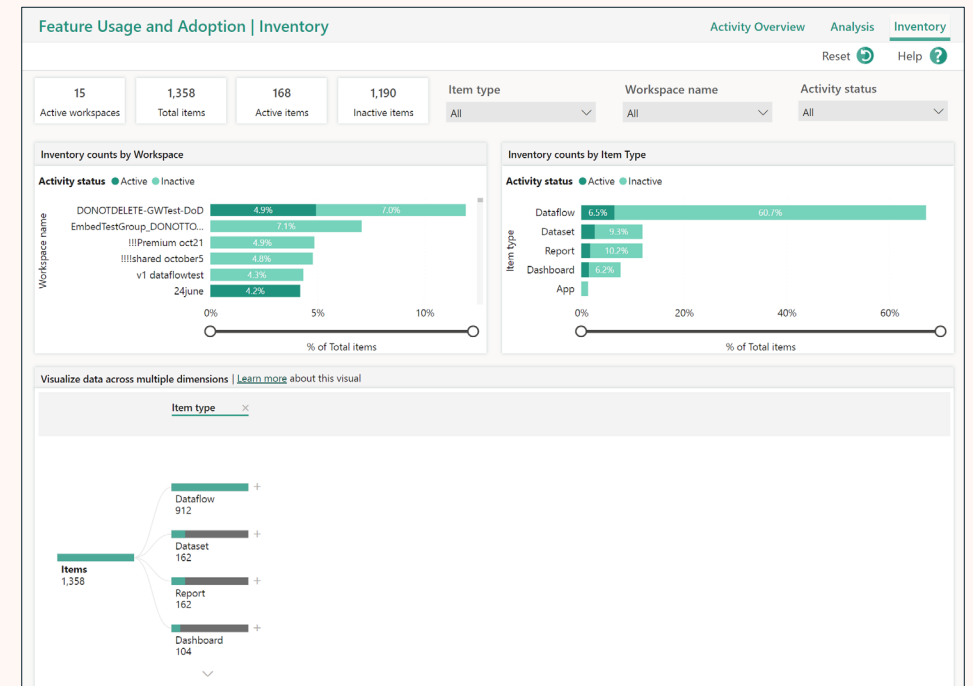 Feature Usage and Adoption | Inventory
Activity Overview
Analysis
Inventory
Reset
Help ?
15
Active workspaces
1,358
Total items
168
Active items
1,190
Inactive items
Item type
All
Workspace name
All
Activity status
All
Inventory counts by Workspace
Activity status Active Inactive
Workspace name
DONOTDELETE-GWTest-DoD 4.9% 7.0%
EmbedTestGroup_DONOTTO... 7.1%
!!!Premium oct21 4.9%
!!!!shared october5 4.8%
v1 dataflowtest 4.3%
24june 4.2%
0% 5% 10%
% of Total items
Inventory counts by Item Type
Activity status Active Inactive
Item type
Dataflow 6.5% 60.7%
Dataset 9.3%
Report 10.2%
Dashboard 6.2%
App
0% 20% 40% 60%
% of Total items
Visualize data across multiple dimensions | Learn more about this visual
Item type ×
Items
1,358
Dataflow
912
Dataset
162
Report
162
Dashboard
104